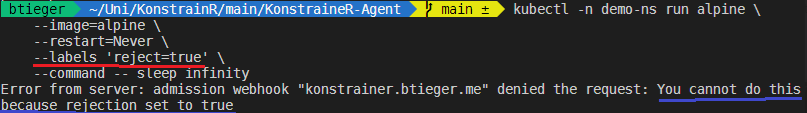 btieger ~/Uni/KonstrainR/main/KonstraineR-Agent main ± kubectl -n demo-ns run alpine \
--image=alpine \
--restart=Never \
--labels 'reject=true' \
--command -- sleep infinity
Error from server: admission webhook "konstrainer.btieger.me" denied the request: You cannot do this
because rejection set to true